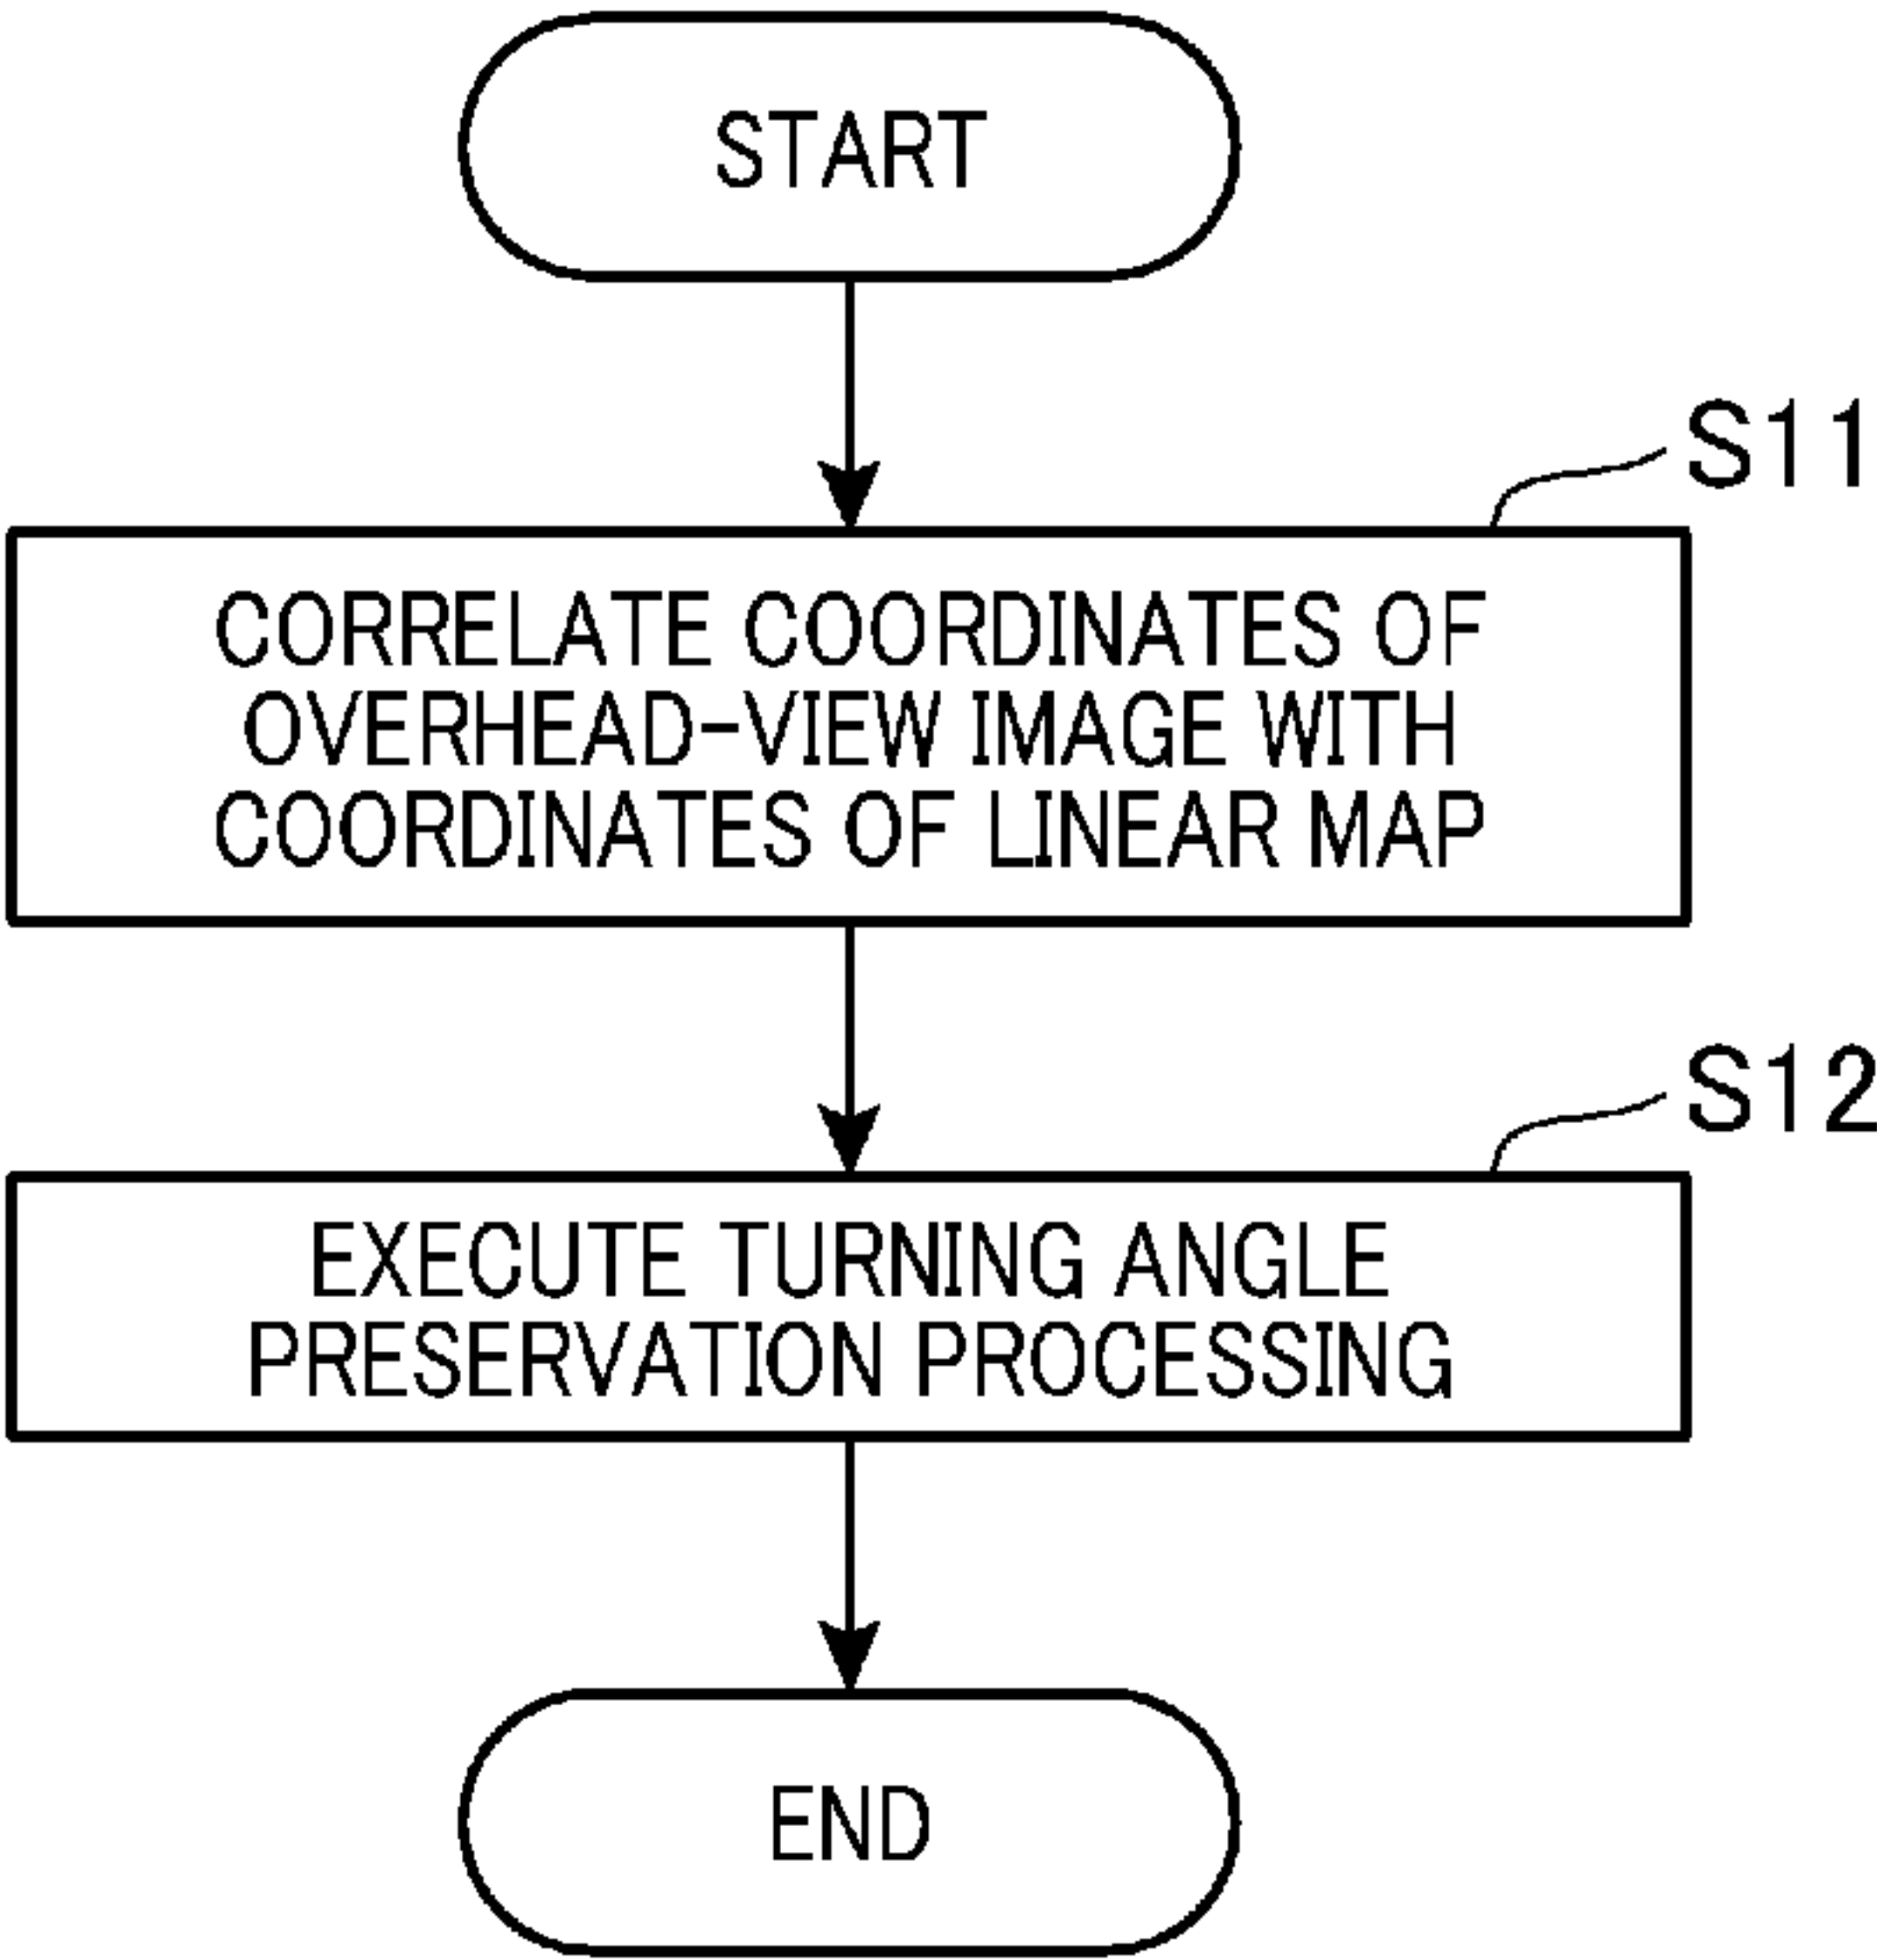 START
S11
CORRELATE COORDINATES OF
OVERHEAD-VIEW IMAGE WITH
COORDINATES OF LINEAR MAP
S12
EXECUTE TURNING ANGLE
PRESERVATION PROCESSING
END